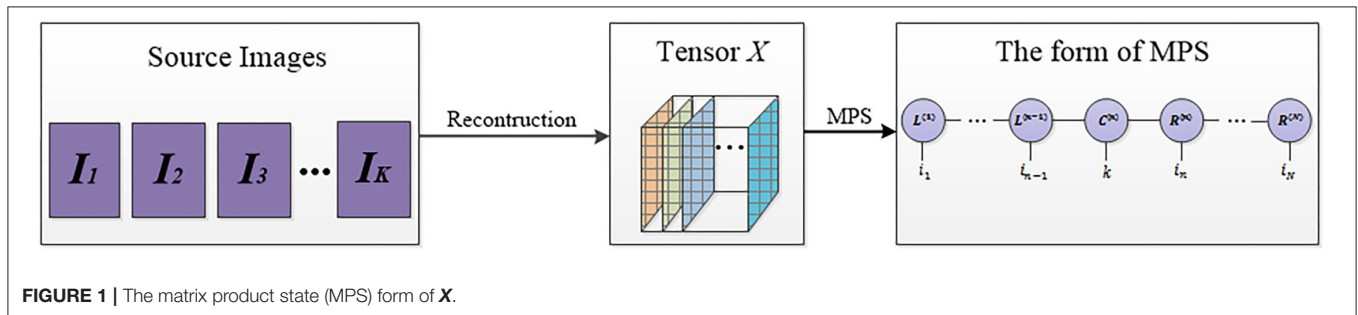 Source Images
I1 I2 I3 ... IK
Recontruction
Tensor X
...
MPS
The form of MPS
L(1) ... L(n-1) C(n) R(n) ... R(N)
i1 in-1 k in iN
FIGURE 1 | The matrix product state (MPS) form of X.